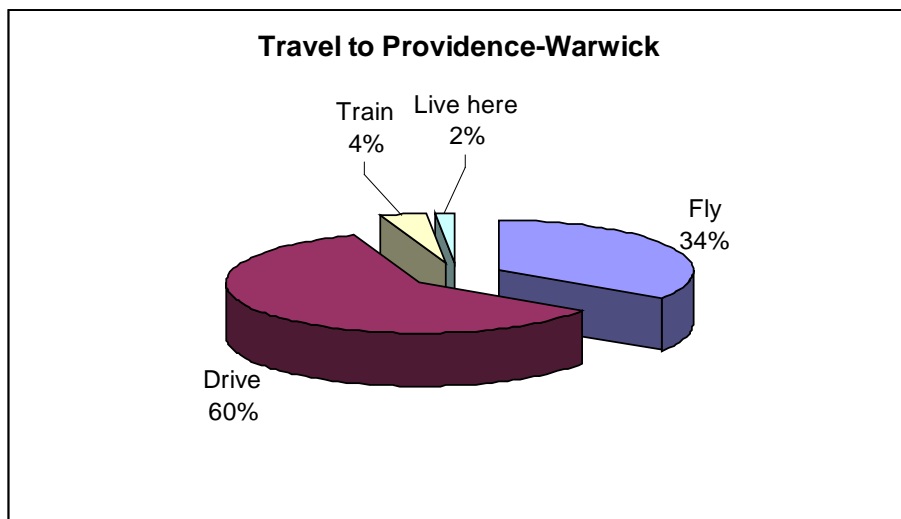 Travel to Providence-Warwick
Train
4%
Live here
2%
Fly
34%
Drive
60%